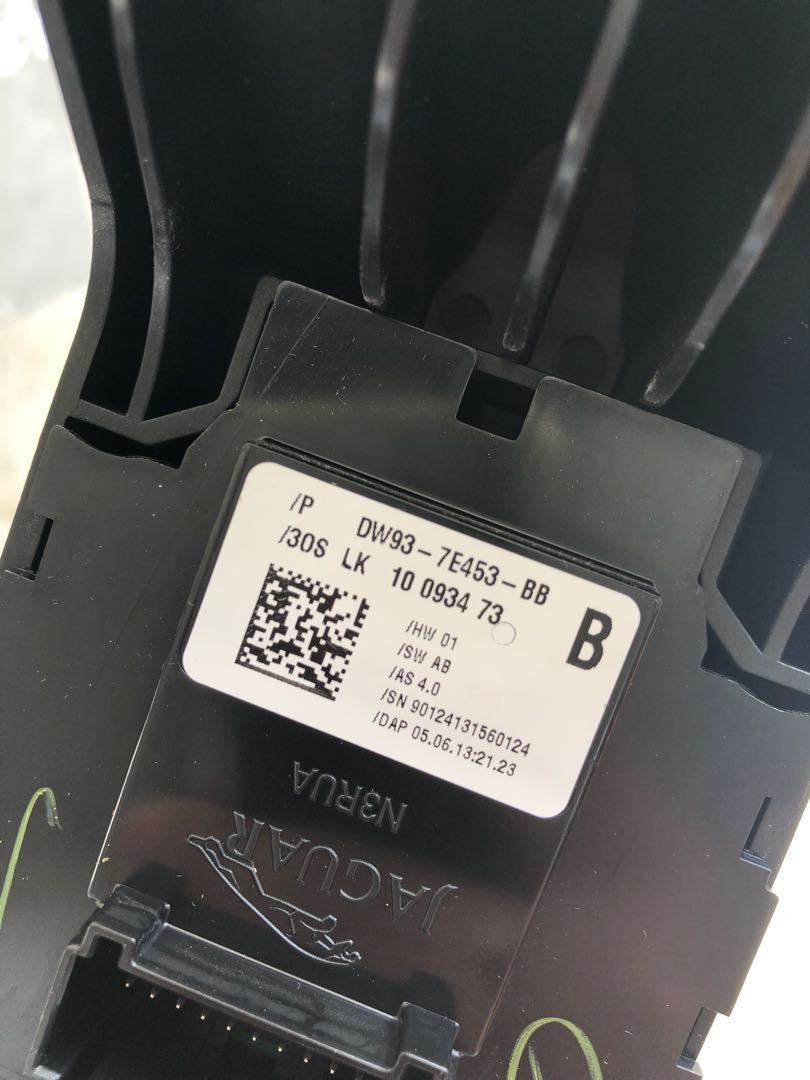 /P DW93-7E453-BB
/30S LK 10 0934 73
B
/HW 01
/SW AB
/AS 4.0
/SN 90124131560124
/DAP 05.06.13:21.23
N3RUA
JAGUAR